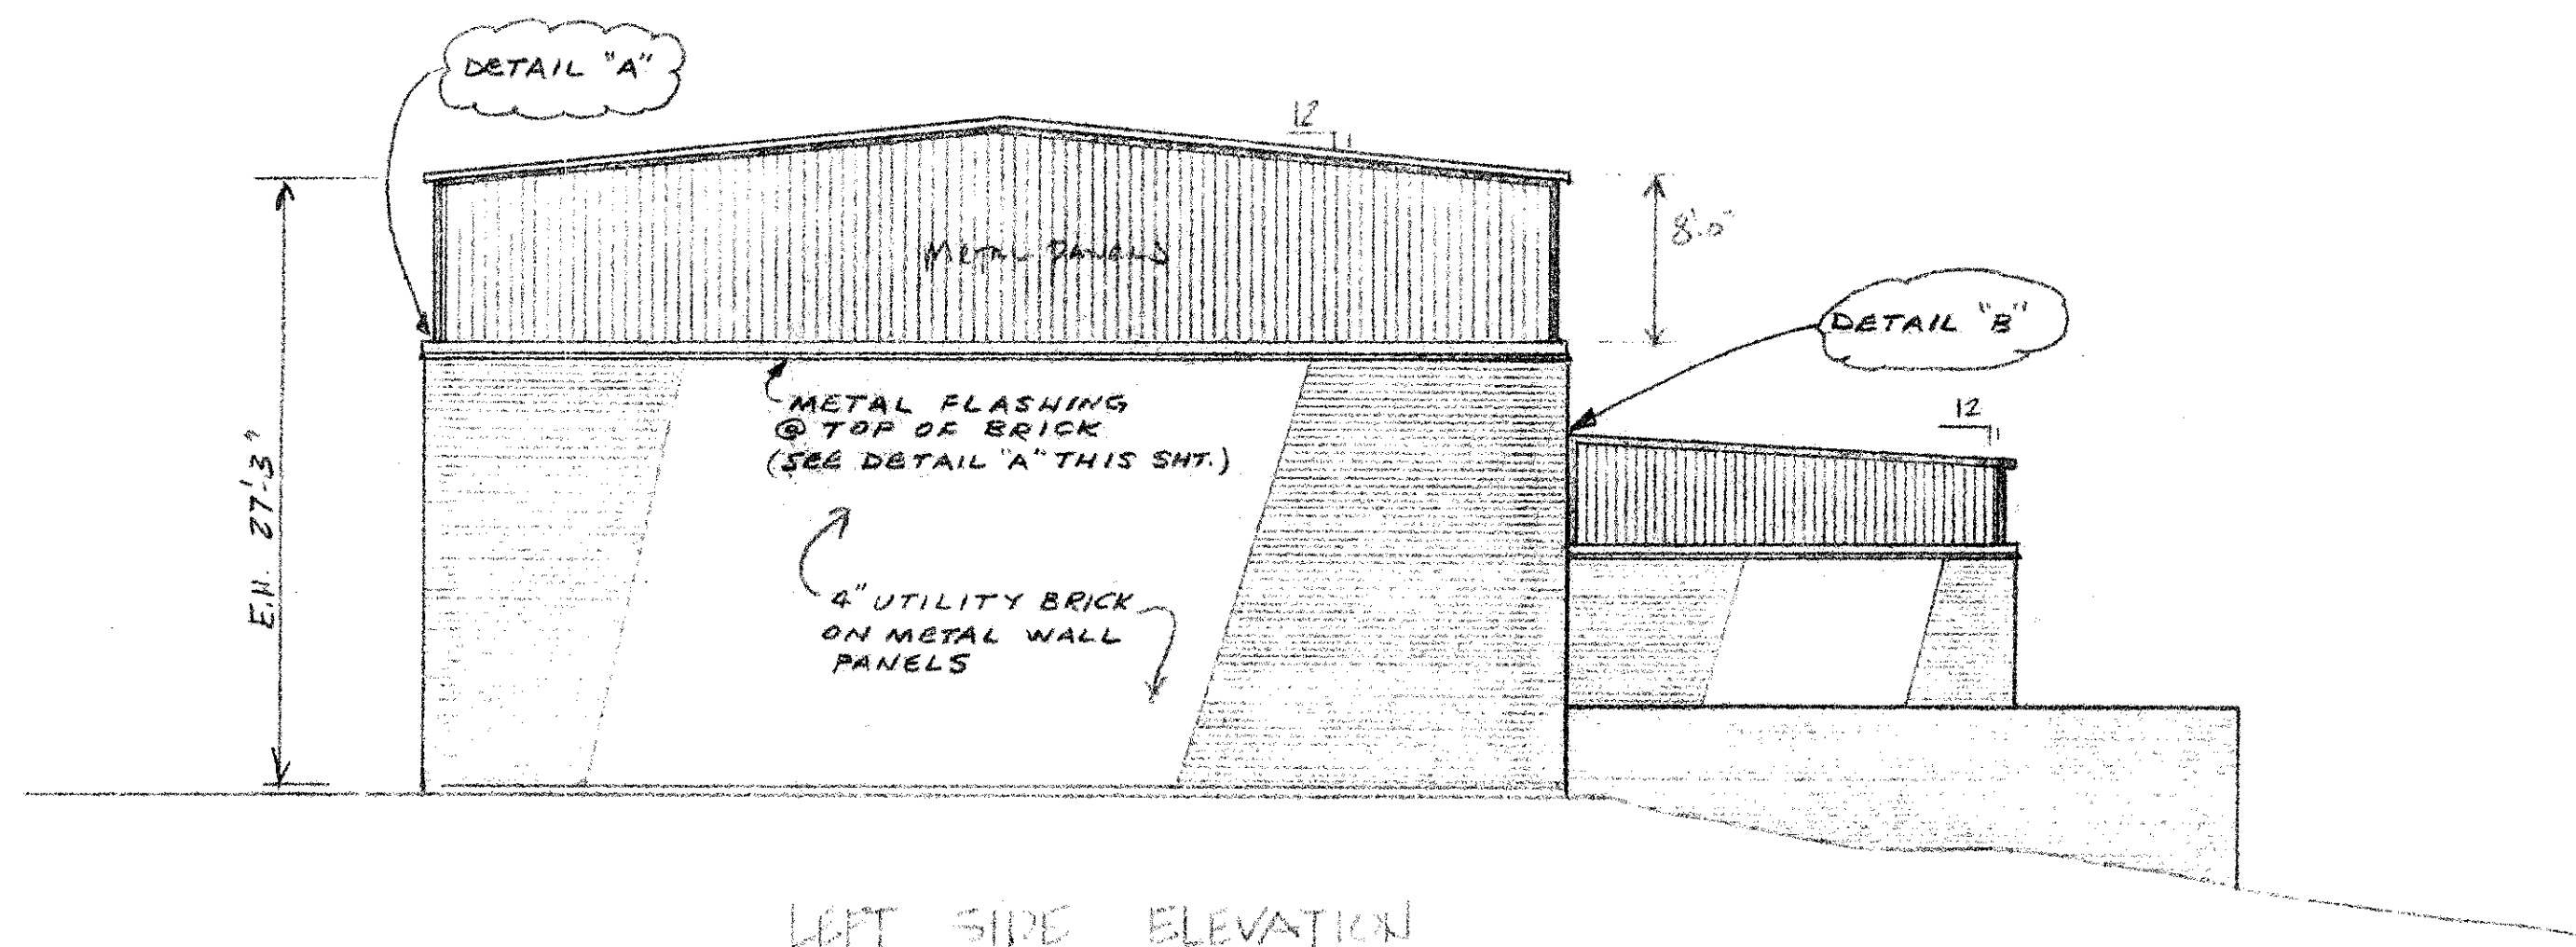 DETAIL "A"
12
1
METAL PANELS
8'-0"
DETAIL "B"
METAL FLASHING
@ TOP OF BRICK
(SEE DETAIL "A" THIS SHT.)
12
1
E.H. 27'-3"
4" UTILITY BRICK
ON METAL WALL
PANELS
LEFT SIDE ELEVATION